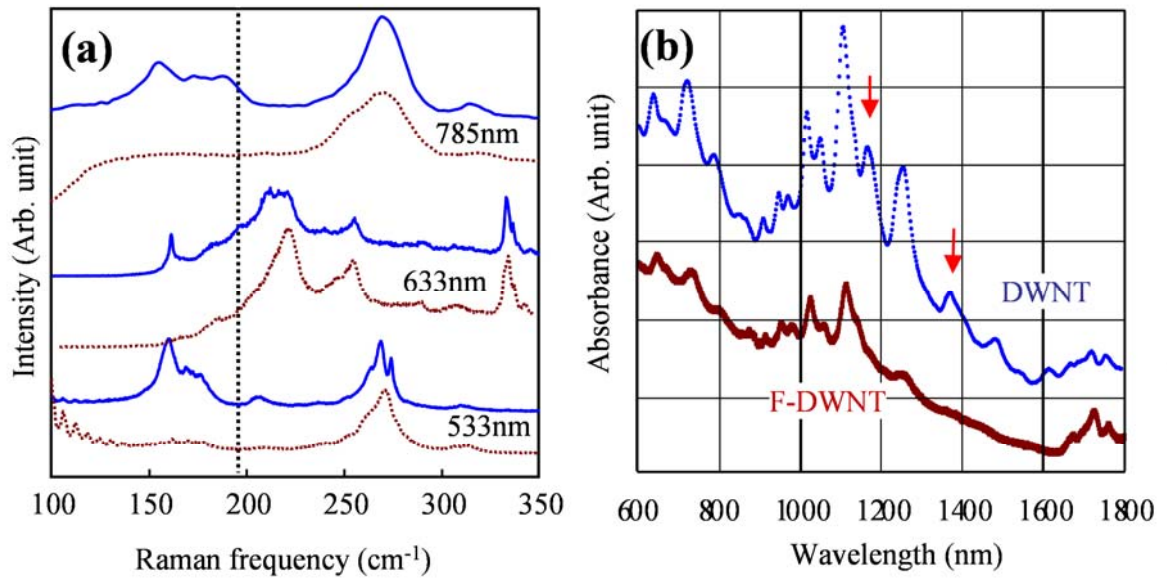 (a)
785nm
633nm
533nm
Intensity (Arb. unit)
100 150 200 250 300 350
Raman frequency (cm⁻¹)
(b)
DWNT
F-DWNT
Absorbance (Arb. unit)
600 800 1000 1200 1400 1600 1800
Wavelength (nm)